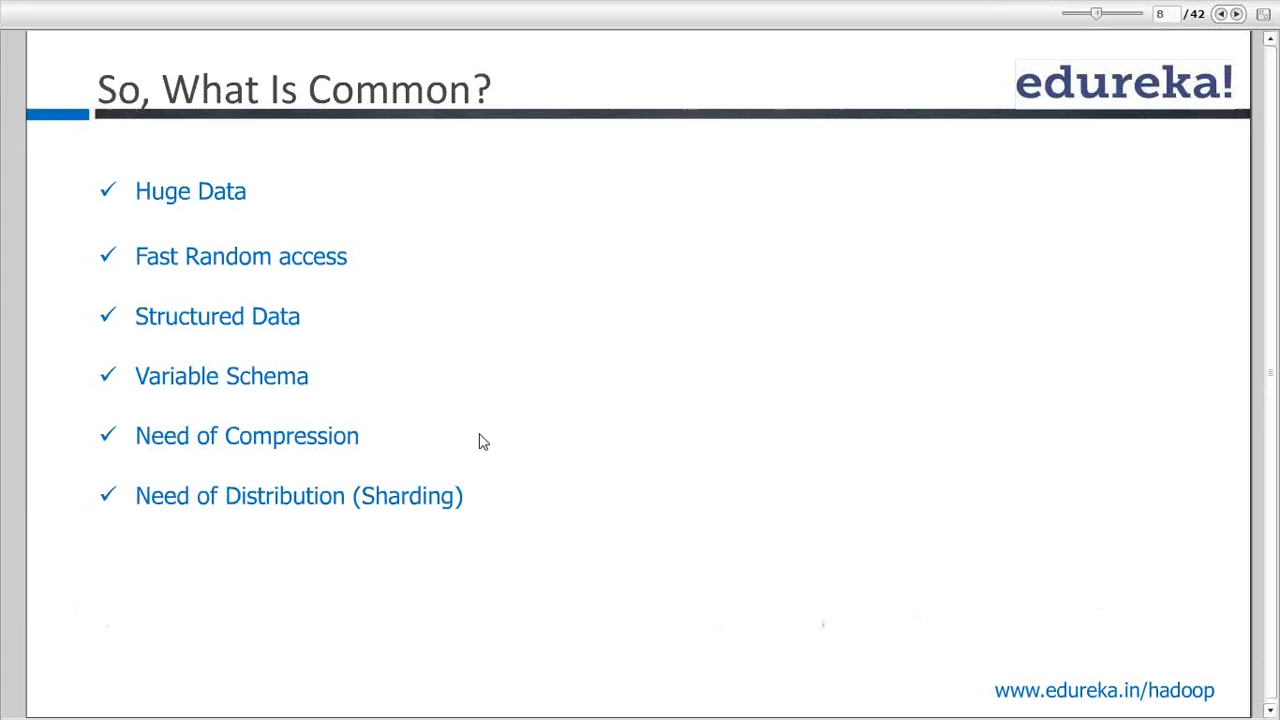 8 /42
So, What Is Common?
edureka!
✓ Huge Data
✓ Fast Random access
✓ Structured Data
✓ Variable Schema
✓ Need of Compression
✓ Need of Distribution (Sharding)
www.edureka.in/hadoop